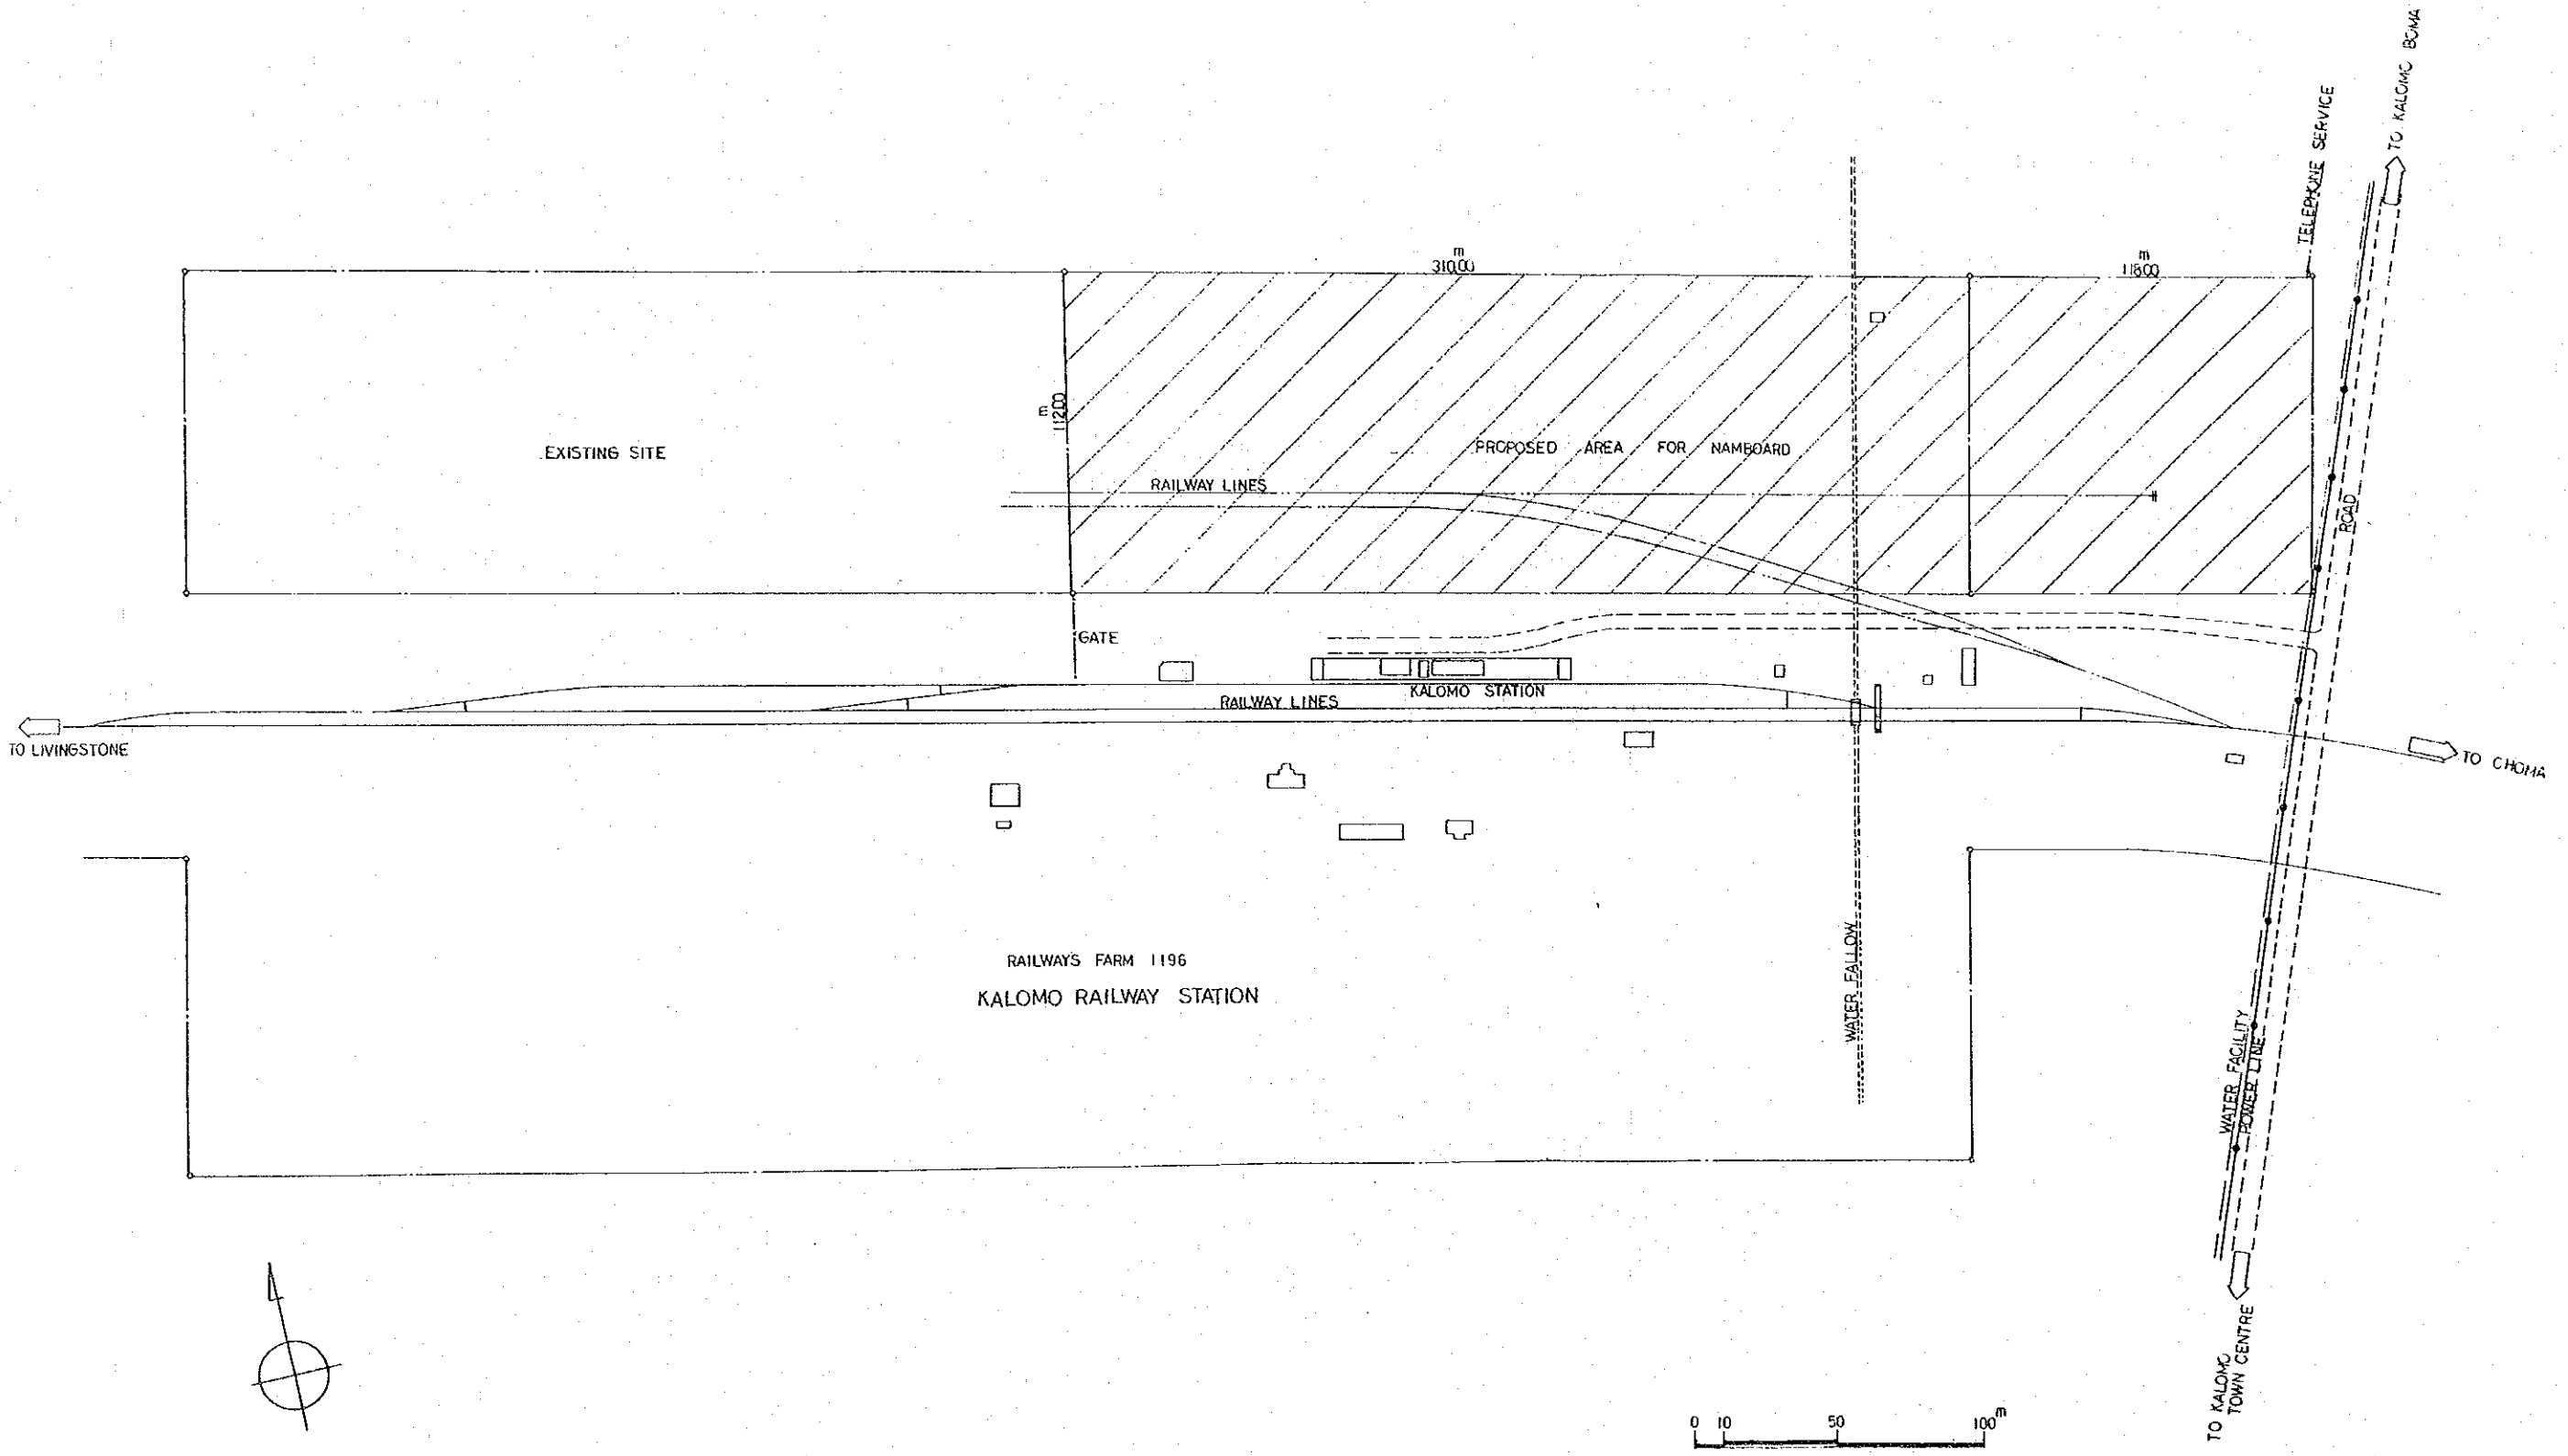 TO KALOMO BOMA
TELEPHONE SERVICE
m
310.00
m
118.00
m
112.00
EXISTING SITE
PROPOSED AREA FOR NAMBOARD
RAILWAY LINES
ROAD
GATE
KALOMO STATION
RAILWAY LINES
TO LIVINGSTONE
TO CHOMA
WATER FALLOW
RAILWAYS FARM 1196
KALOMO RAILWAY STATION
WATER FACILITY
POWER LINE
TO KALOMO
TOWN CENTRE
0 10 50 100m